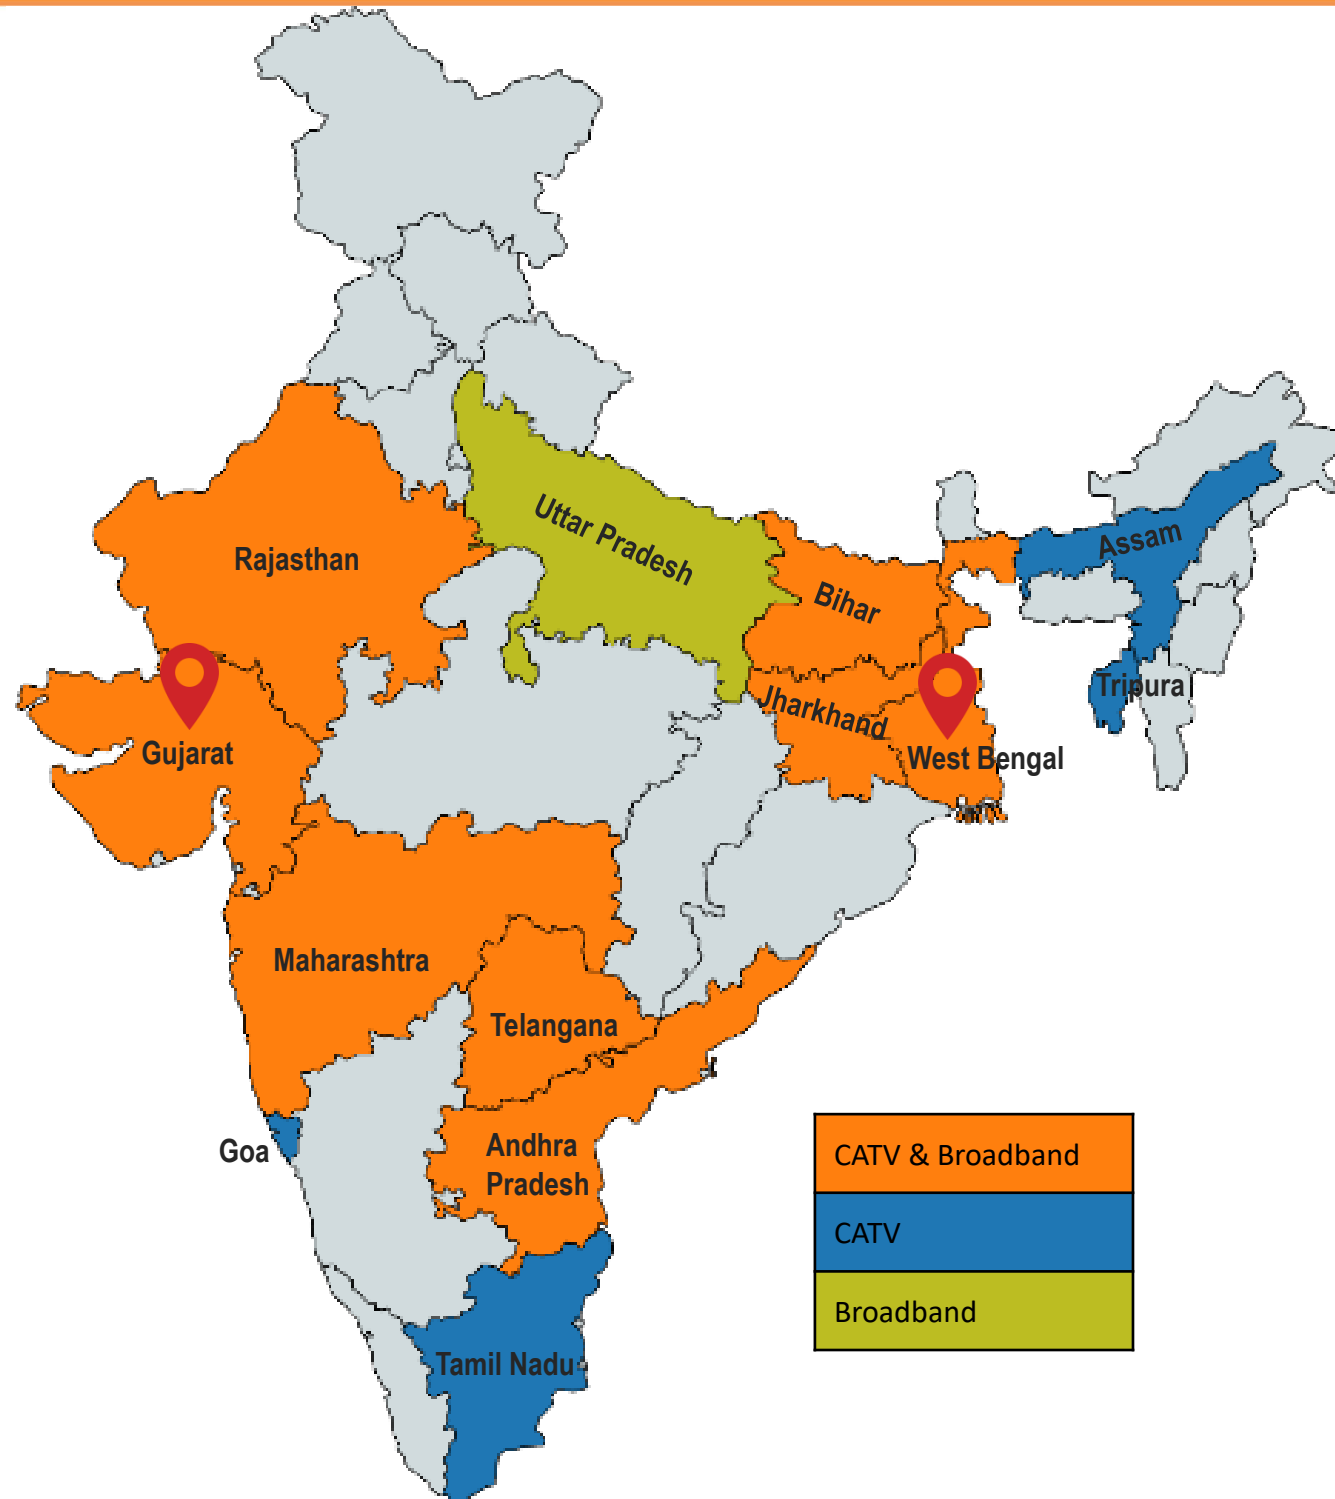 Uttar Pradesh
Assam
Rajasthan
Bihar
Tripura
Jharkhand
Gujarat
West Bengal
Maharashtra
Telangana
Andhra
Pradesh
Goa
CATV & Broadband
CATV
Broadband
Tamil Nadu